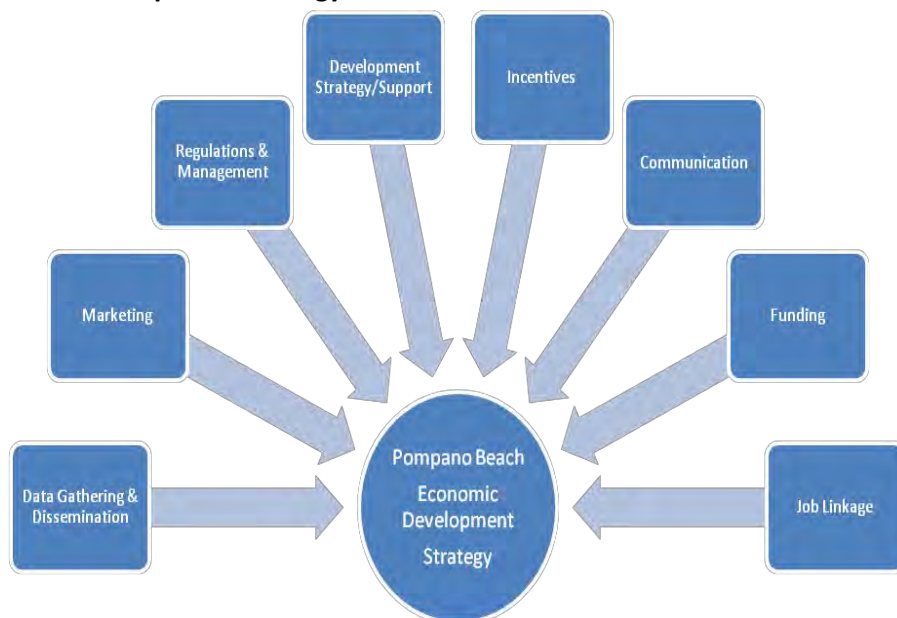 Development
Strategy/Support
Incentives
Regulations &
Management
Communication
Marketing
Funding
Data Gathering &
Dissemination
Job Linkage
Pompano Beach
Economic
Development
Strategy